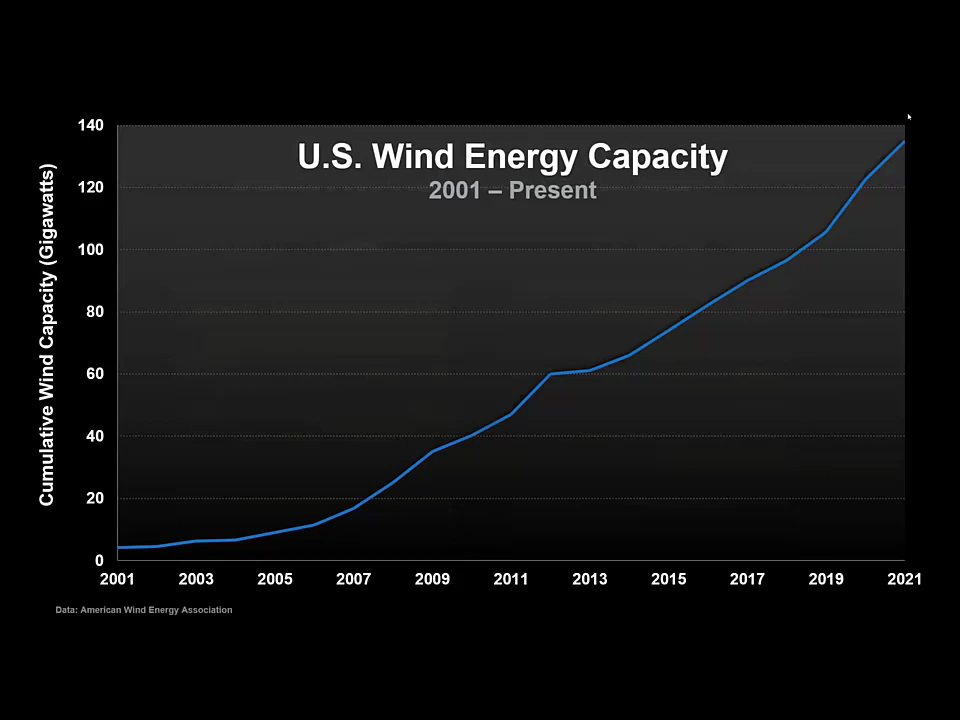 U.S. Wind Energy Capacity
2001 – Present
Cumulative Wind Capacity (Gigawatts)
140
120
100
80
60
40
20
0
2001 2003 2005 2007 2009 2011 2013 2015 2017 2019 2021
Data: American Wind Energy Association